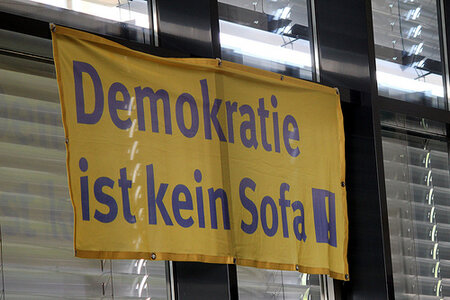 Demokratie
ist kein Sofa!